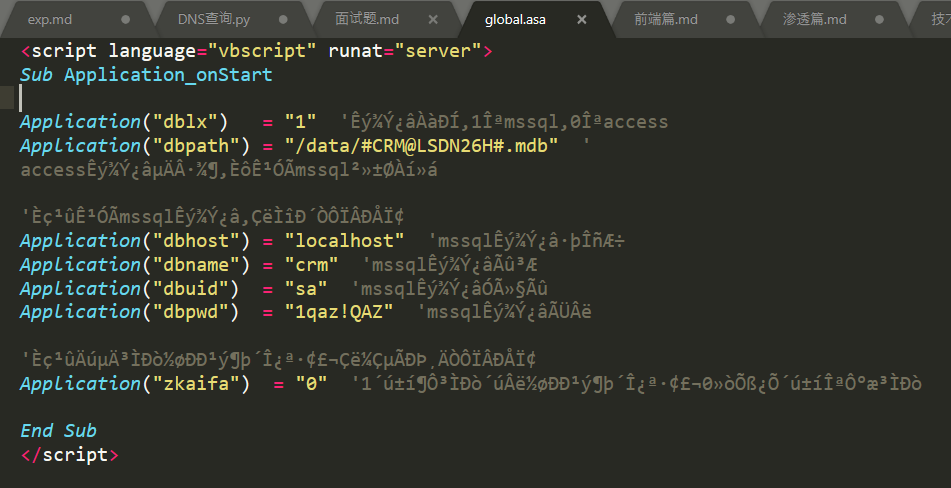 exp.md
DNS查询.py
面试题.md
global.asa
前端篇.md
渗透篇.md
技
<script language="vbscript" runat="server">
Sub Application_onStart
Application("dblx")   = "1"  'Êý¾Ý¿âÀàÐÍ,1Îªmssql,0Îªaccess
Application("dbpath") = "/data/#CRM@LSDN26H#.mdb"  '
accessÊý¾Ý¿âµÄÂ·¾¶,ÈôÊ¹ÓÃmssql²»±ØÀí»á
'Èç¹ûÊ¹ÓÃmssqlÊý¾Ý¿â,ÇëÌîÐ´ÒÔÏÂÐÅÏ¢
Application("dbhost") = "localhost"  'mssqlÊý¾Ý¿â·þÎñÆ÷
Application("dbname") = "crm"  'mssqlÊý¾Ý¿âÃû³Æ
Application("dbuid")  = "sa"  'mssqlÊý¾Ý¿âÓÃ»§Ãû
Application("dbpwd")  = "1qaz!QAZ"  'mssqlÊý¾Ý¿âÃÜÂë
'Èç¹ûÄúµÄ³ÌÐò½øÐÐ¹ý¶þ´Î¿ª·¢£¬Çë¼ÇµÃÐÞ¸ÄÒÔÏÂÐÅÏ¢
Application("zkaifa")  = "0"  '1´ú±í¶Ô³ÌÐò´úÂë½øÐÐ¹ý¶þ´Î¿ª·¢£¬0»òÕß¿Õ´ú±íÎªÔ°æ³ÌÐò
End Sub
</script>